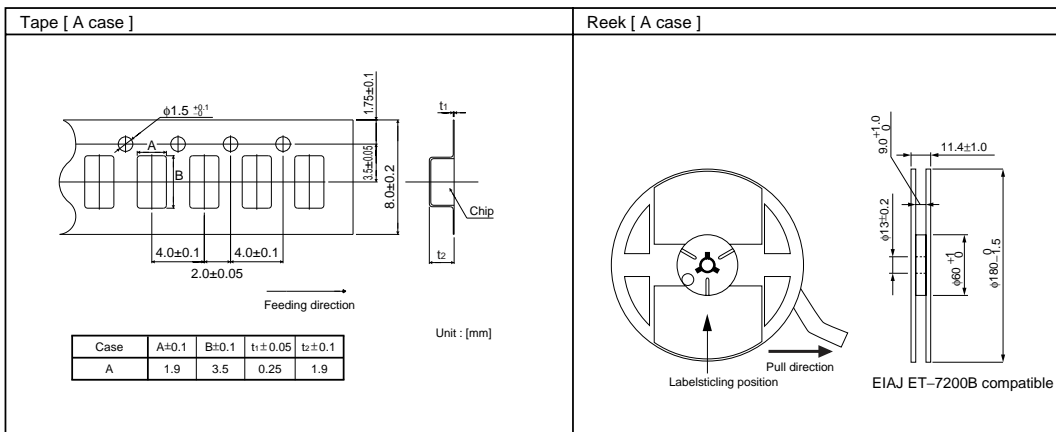 Tape [ A case ]
Reek [ A case ]
ϕ1.5 +0.1 −0
A
B
1.75±0.1
3.5±0.05
8.0±0.2
t1
t2
Chip
4.0±0.1
4.0±0.1
2.0±0.05
Feeding direction
Unit : [mm]
Case A±0.1 B±0.1 t1±0.05 t2±0.1
A 1.9 3.5 0.25 1.9
9.0 +1.0 0
11.4±1.0
ϕ13±0.2
ϕ60 +1 0
ϕ180 0 −1.5
Pull direction
Labelsticling position
EIAJ ET–7200B compatible